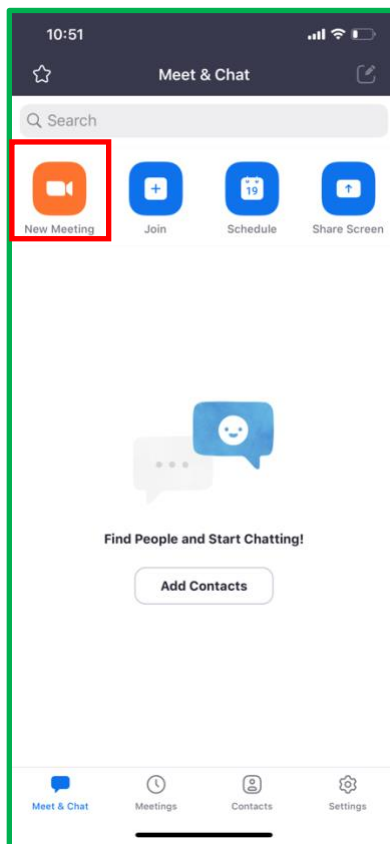 10:51
Meet & Chat
Search
19
New Meeting Join Schedule Share Screen
Find People and Start Chatting!
Add Contacts
Meet & Chat Meetings Contacts Settings